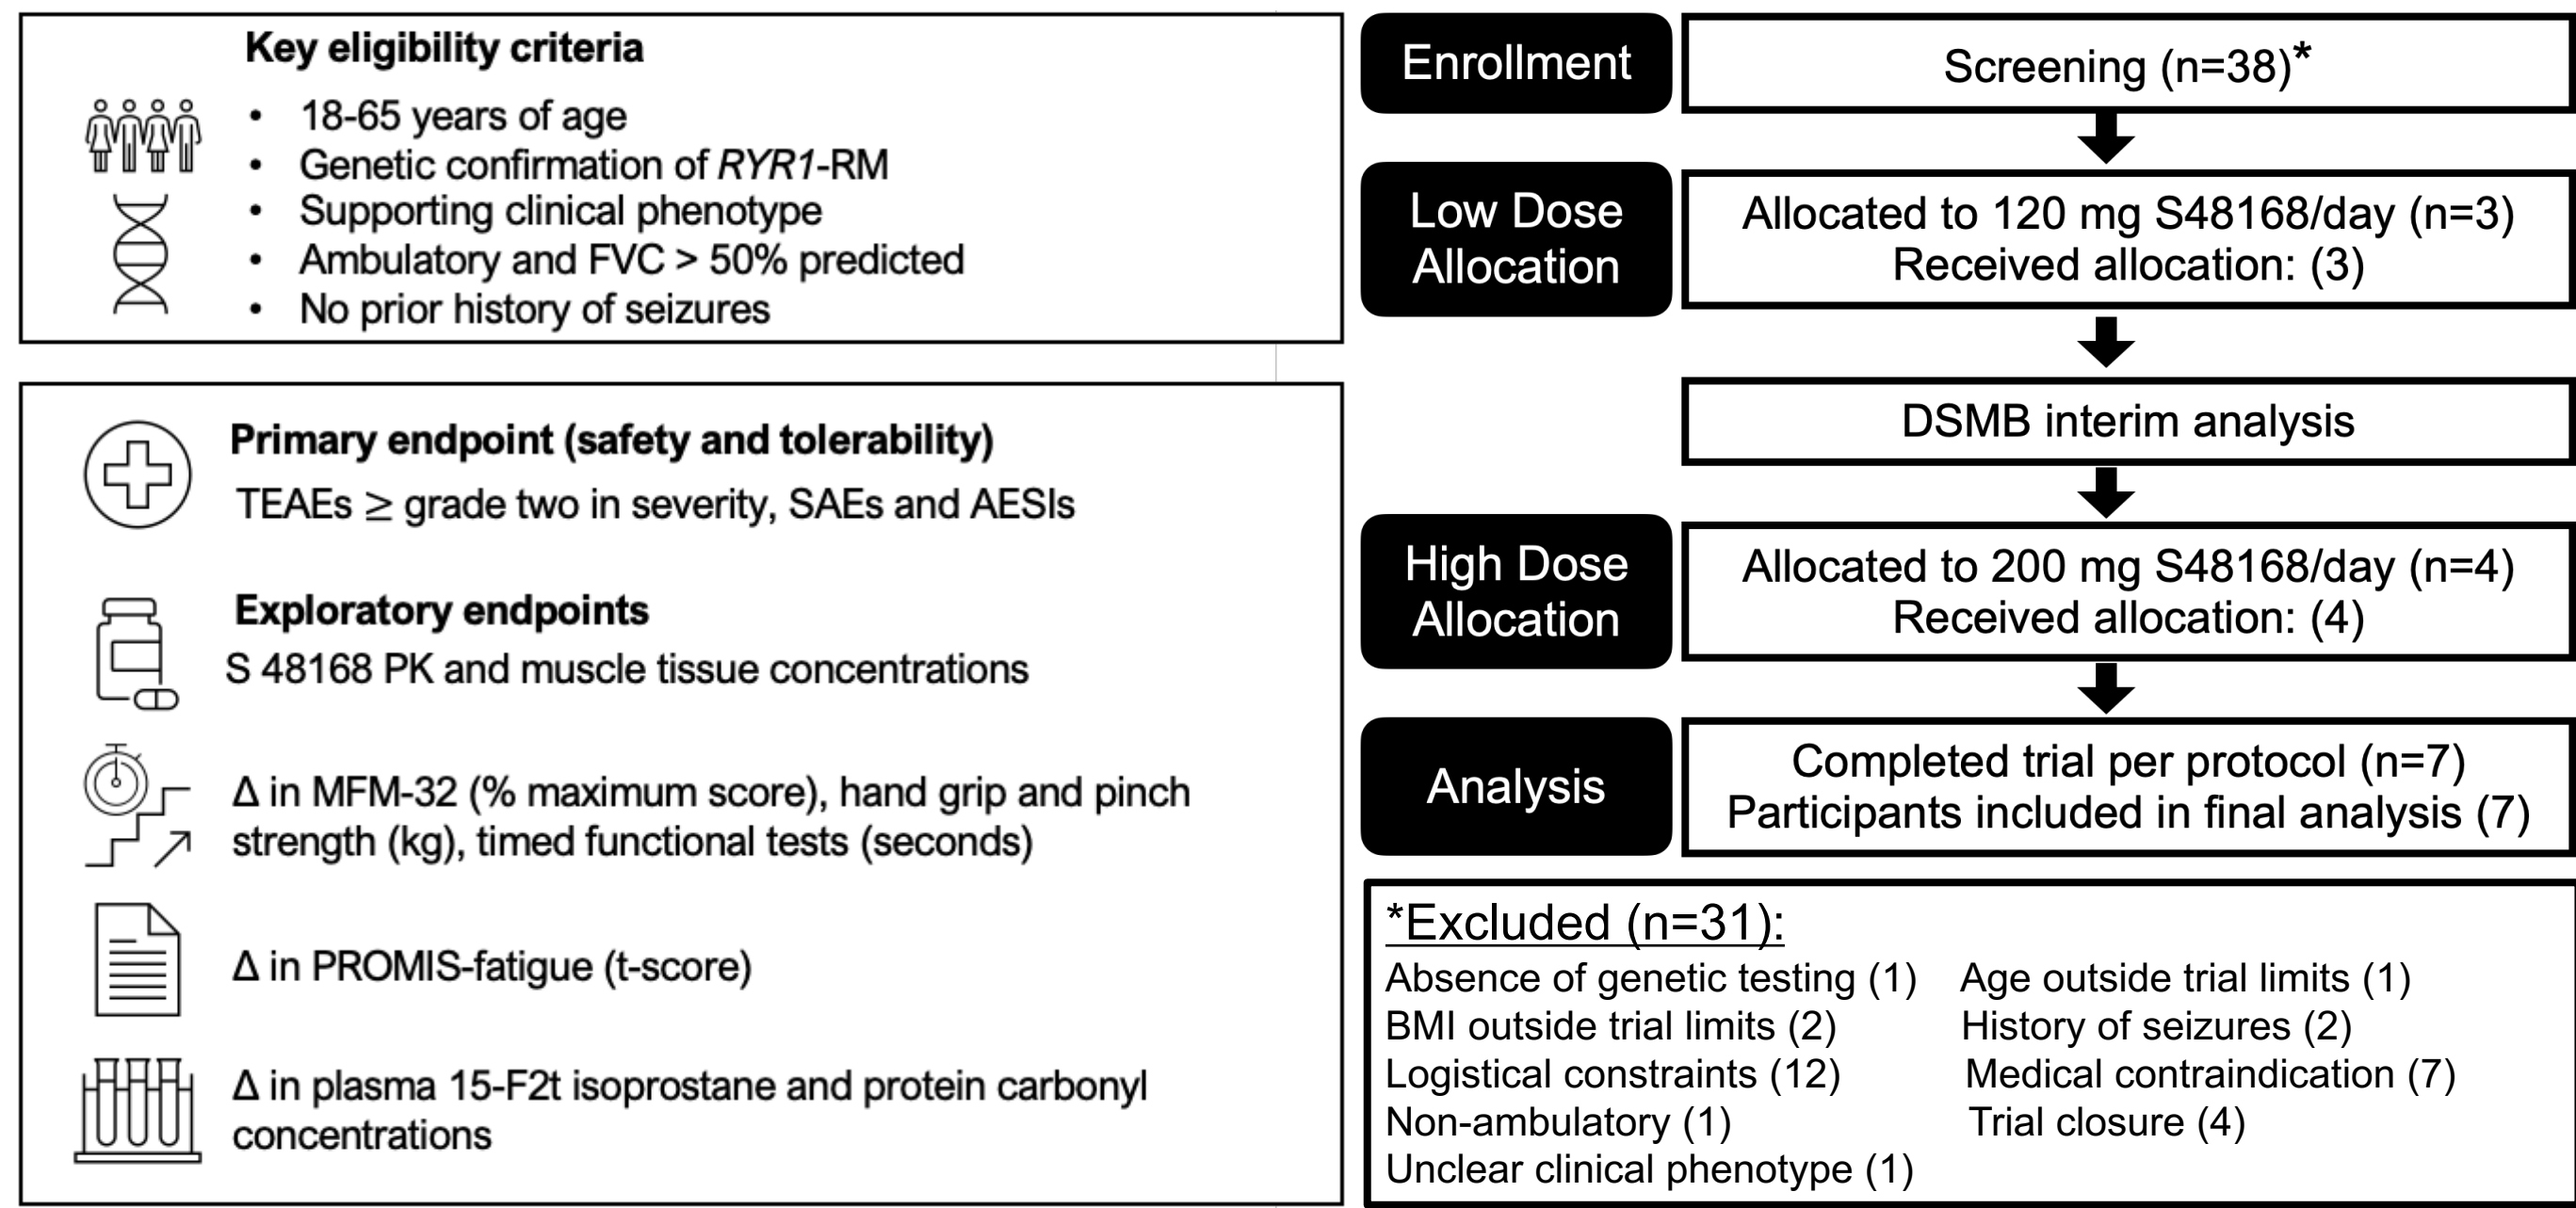 Key eligibility criteria
• 18-65 years of age
• Genetic confirmation of RYR1-RM
• Supporting clinical phenotype
• Ambulatory and FVC > 50% predicted
• No prior history of seizures
Primary endpoint (safety and tolerability)
TEAEs ≥ grade two in severity, SAEs and AESIs
Exploratory endpoints
S 48168 PK and muscle tissue concentrations
Δ in MFM-32 (% maximum score), hand grip and pinch
strength (kg), timed functional tests (seconds)
Δ in PROMIS-fatigue (t-score)
Δ in plasma 15-F2t isoprostane and protein carbonyl
concentrations
Enrollment
Screening (n=38)*
Low Dose
Allocation
Allocated to 120 mg S48168/day (n=3)
Received allocation: (3)
DSMB interim analysis
High Dose
Allocation
Allocated to 200 mg S48168/day (n=4)
Received allocation: (4)
Analysis
Completed trial per protocol (n=7)
Participants included in final analysis (7)
*Excluded (n=31):
Absence of genetic testing (1) Age outside trial limits (1)
BMI outside trial limits (2) History of seizures (2)
Logistical constraints (12) Medical contraindication (7)
Non-ambulatory (1) Trial closure (4)
Unclear clinical phenotype (1)